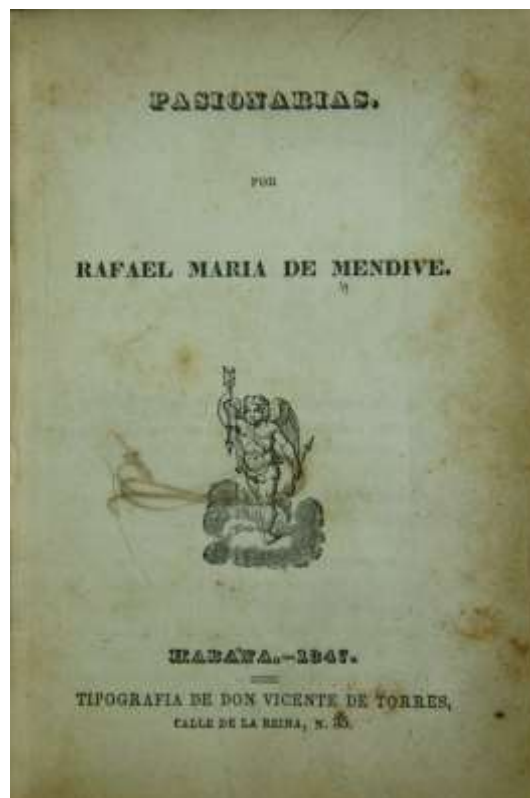 PASIONARIAS.
POR
RAFAEL MARIA DE MENDIVE.
HABANA.—1847.
TIPOGRAFIA DE DON VICENTE DE TORRES,
CALLE DE LA REINA, N.